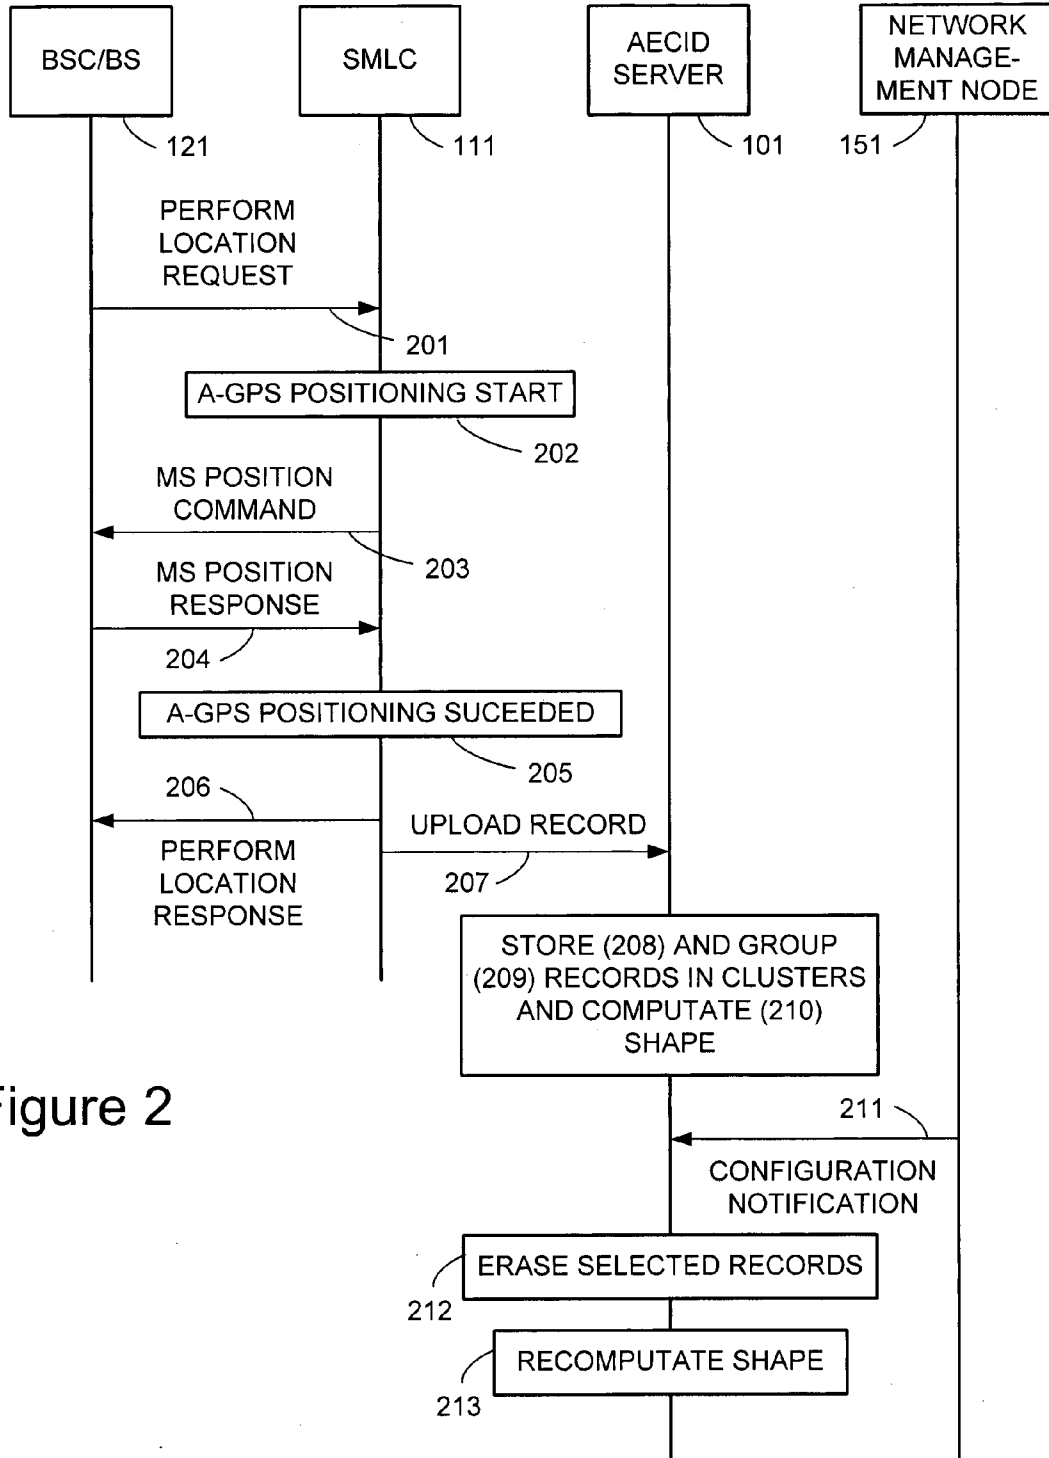 BSC/BS
SMLC
AECID
SERVER
NETWORK
MANAGE-
MENT NODE
121
111
101
151
PERFORM
LOCATION
REQUEST
201
A-GPS POSITIONING START
202
MS POSITION
COMMAND
203
MS POSITION
RESPONSE
204
A-GPS POSITIONING SUCEEDED
205
206
UPLOAD RECORD
207
PERFORM
LOCATION
RESPONSE
STORE (208) AND GROUP
(209) RECORDS IN CLUSTERS
AND COMPUTATE (210)
SHAPE
Figure 2
211
CONFIGURATION
NOTIFICATION
ERASE SELECTED RECORDS
212
RECOMPUTATE SHAPE
213